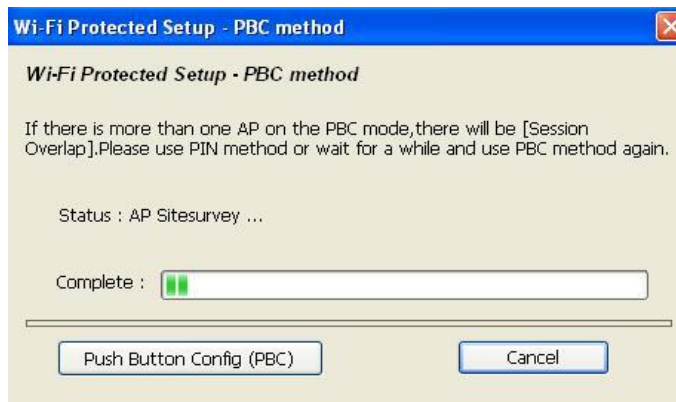 Wi-Fi Protected Setup - PBC method
Wi-Fi Protected Setup - PBC method
If there is more than one AP on the PBC mode,there will be [Session
Overlap].Please use PIN method or wait for a while and use PBC method again.
Status : AP Sitesurvey ...
Complete :
Push Button Config (PBC)
Cancel